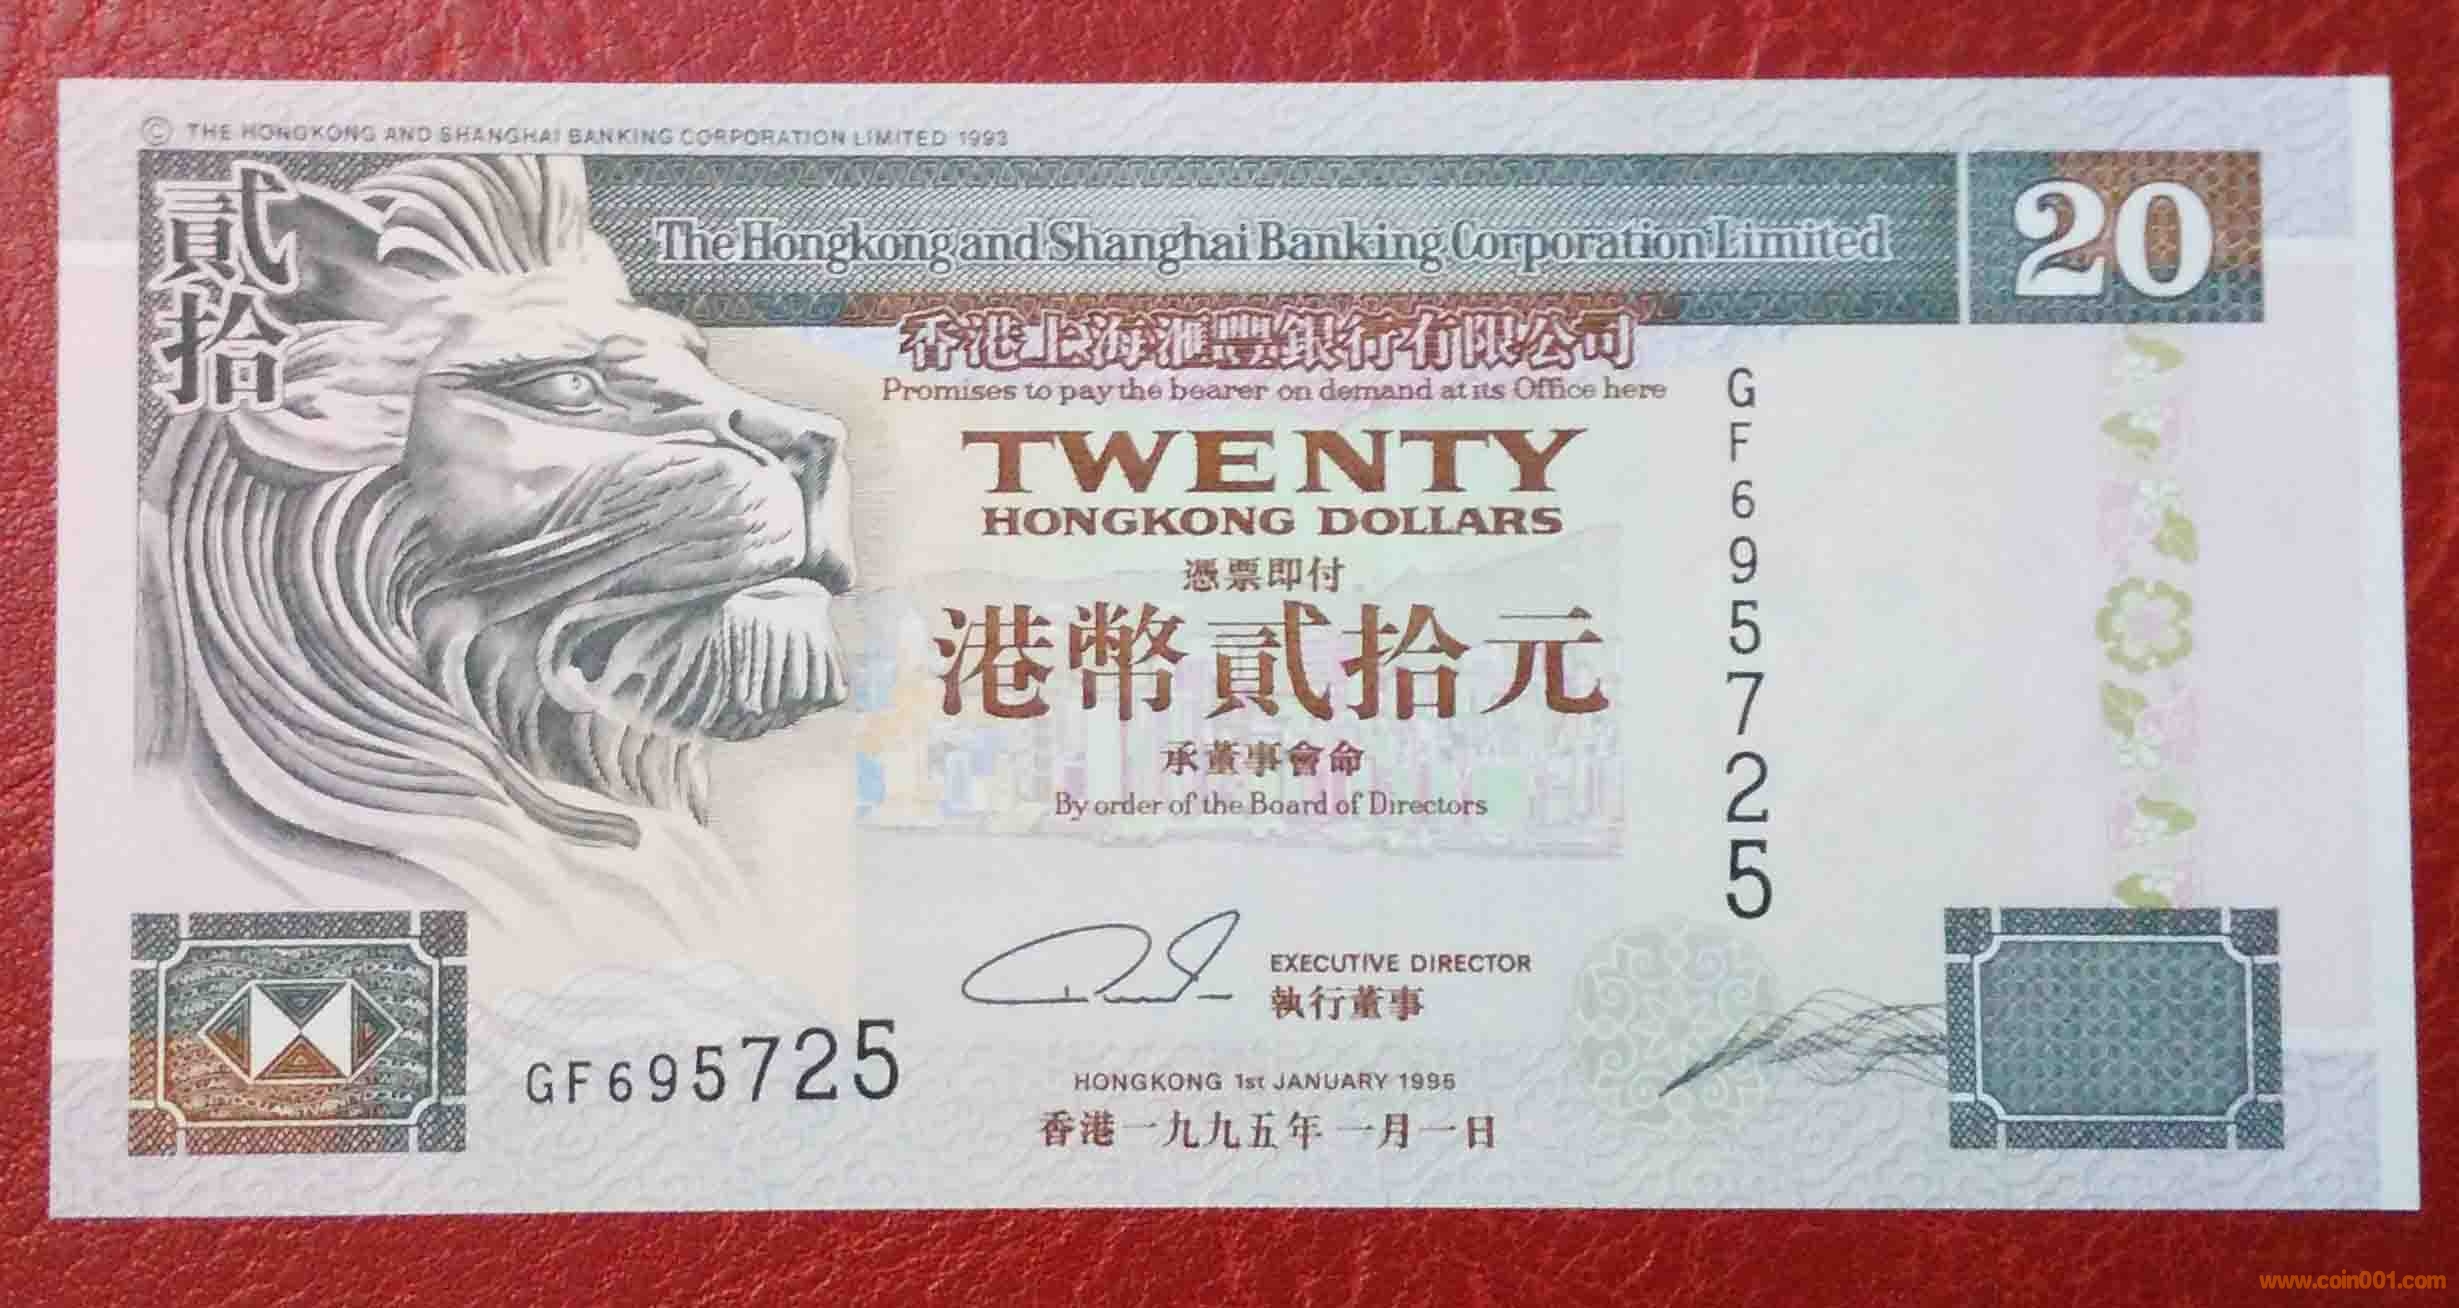 © THE HONGKONG AND SHANGHAI BANKING CORPORATION LIMITED 1993
貳拾
The Hongkong and Shanghai Banking Corporation Limited
20
香港上海滙豐銀行有限公司
Promises to pay the bearer on demand at its Office here
TWENTY
HONGKONG DOLLARS
憑票即付
港幣貳拾元
承董事會命
By order of the Board of Directors
GF695725
EXECUTIVE DIRECTOR
執行董事
GF695725
HONGKONG 1st JANUARY 1995
香港一九九五年一月一日
www.coin001.com